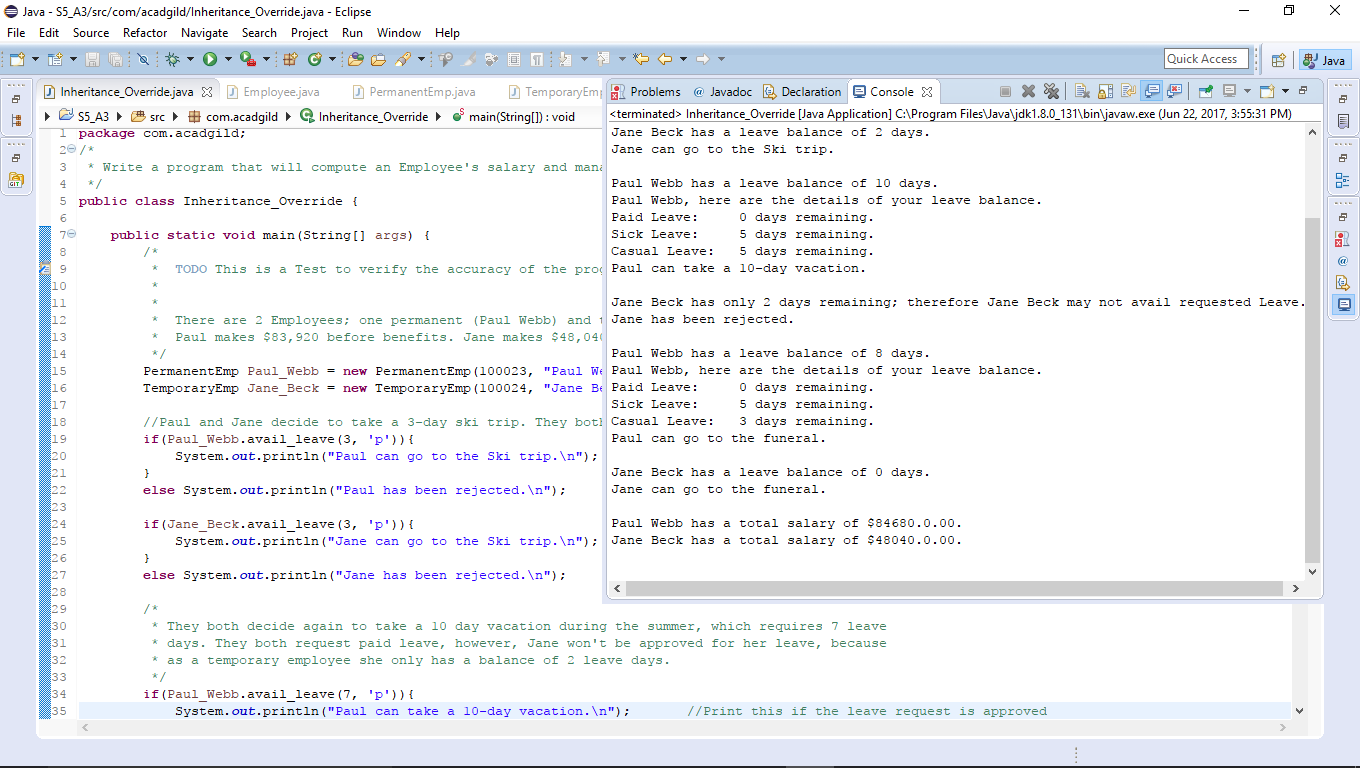 Java - S5_A3/src/com/acadgild/Inheritance_Override.java - Eclipse
File Edit Source Refactor Navigate Search Project Run Window Help
Quick Access
Java
Inheritance_Override.java
Employee.java
PermanentEmp.java
TemporaryEmp
S5_A3
src
com.acadgild
Inheritance_Override
main(String[]) : void
1 package com.acadgild;
2 /*
3 * Write a program that will compute an Employee's salary and mana
4 */
5 public class Inheritance_Override {
6
7 public static void main(String[] args) {
8 /*
9 * TODO This is a Test to verify the accuracy of the prog
10 *
11 *
12 * There are 2 Employees; one permanent (Paul Webb) and
13 * Paul makes $83,920 before benefits. Jane makes $48,040
14 */
15 PermanentEmp Paul_Webb = new PermanentEmp(100023, "Paul We
16 TemporaryEmp Jane_Beck = new TemporaryEmp(100024, "Jane Be
17
18 //Paul and Jane decide to take a 3-day ski trip. They both
19 if(Paul_Webb.avail_leave(3, 'p')){
20 System.out.println("Paul can go to the Ski trip.\n");
21 }
22 else System.out.println("Paul has been rejected.\n");
23
24 if(Jane_Beck.avail_leave(3, 'p')){
25 System.out.println("Jane can go to the Ski trip.\n");
26 }
27 else System.out.println("Jane has been rejected.\n");
28
29 /*
30 * They both decide again to take a 10 day vacation during the summer, which requires 7 leave
31 * days. They both request paid leave, however, Jane won't be approved for her leave, because
32 * as a temporary employee she only has a balance of 2 leave days.
33 */
34 if(Paul_Webb.avail_leave(7, 'p')){
35 System.out.println("Paul can take a 10-day vacation.\n"); //Print this if the leave request is approved
Problems
@ Javadoc
Declaration
Console
<terminated> Inheritance_Override [Java Application] C:\Program Files\Java\jdk1.8.0_131\bin\javaw.exe (Jun 22, 2017, 3:55:31 PM)
Jane Beck has a leave balance of 2 days.
Jane can go to the Ski trip.
Paul Webb has a leave balance of 10 days.
Paul Webb, here are the details of your leave balance.
Paid Leave: 0 days remaining.
Sick Leave: 5 days remaining.
Casual Leave: 5 days remaining.
Paul can take a 10-day vacation.
Jane Beck has only 2 days remaining; therefore Jane Beck may not avail requested Leave.
Jane has been rejected.
Paul Webb has a leave balance of 8 days.
Paul Webb, here are the details of your leave balance.
Paid Leave: 0 days remaining.
Sick Leave: 5 days remaining.
Casual Leave: 3 days remaining.
Paul can go to the funeral.
Jane Beck has a leave balance of 0 days.
Jane can go to the funeral.
Paul Webb has a total salary of $84680.0.00.
Jane Beck has a total salary of $48040.0.00.